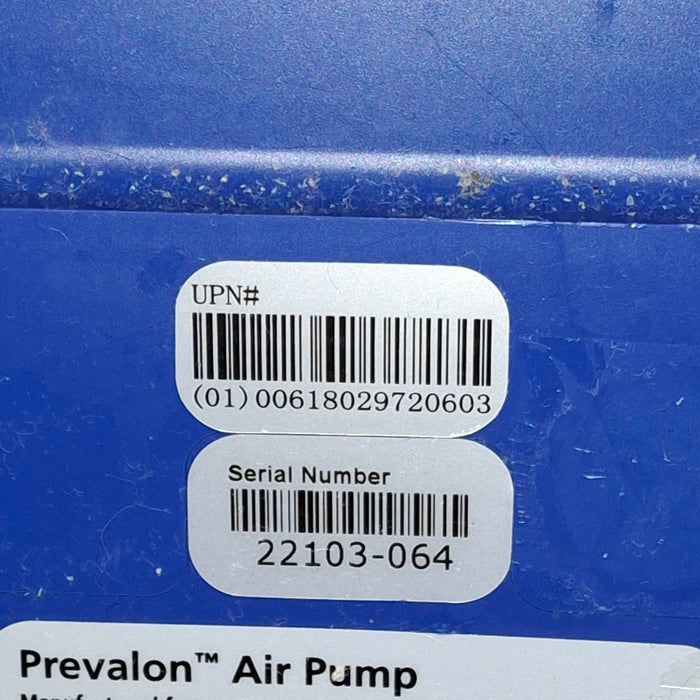 UPN#
(01)00618029720603
Serial Number
22103-064
Prevalon™ Air Pump